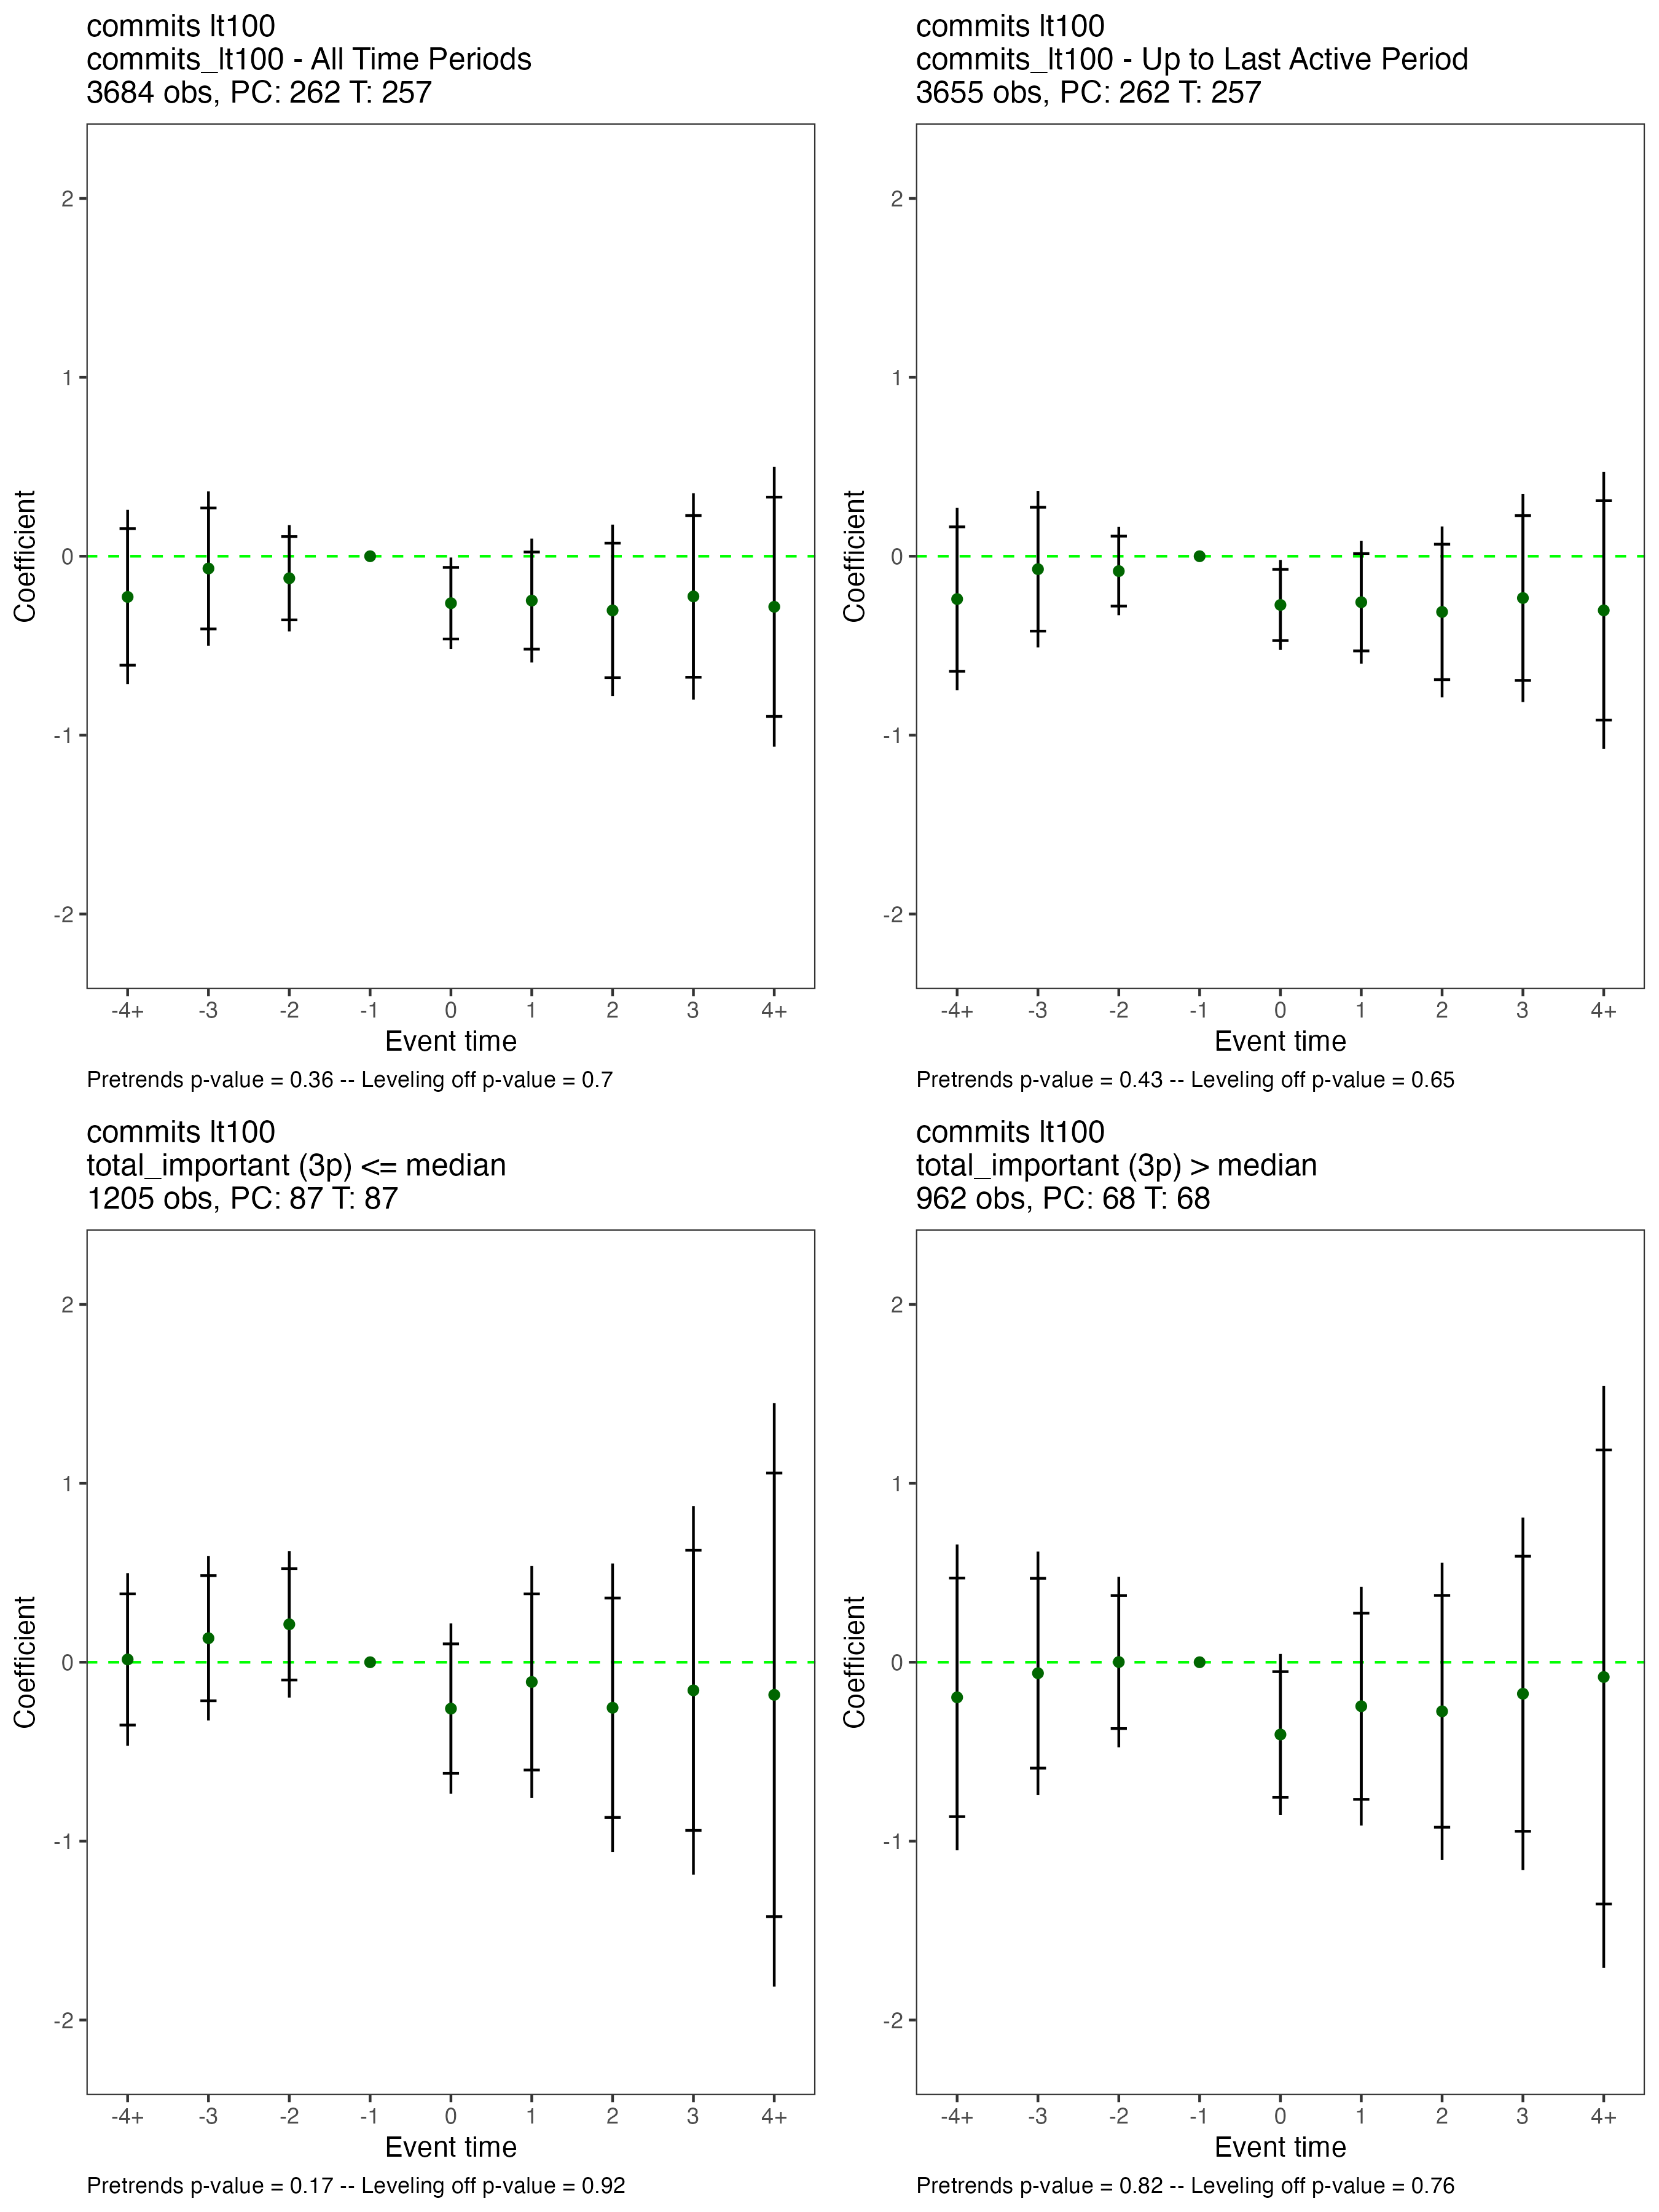 commits lt100
commits_lt100 - All Time Periods
3684 obs, PC: 262 T: 257
2
1
0
-1
-2
Coefficient
-4+ -3 -2 -1 0 1 2 3 4+
Event time
Pretrends p-value = 0.36 -- Leveling off p-value = 0.7
commits lt100
commits_lt100 - Up to Last Active Period
3655 obs, PC: 262 T: 257
2
1
0
-1
-2
Coefficient
-4+ -3 -2 -1 0 1 2 3 4+
Event time
Pretrends p-value = 0.43 -- Leveling off p-value = 0.65
commits lt100
total_important (3p) <= median
1205 obs, PC: 87 T: 87
2
1
0
-1
-2
Coefficient
-4+ -3 -2 -1 0 1 2 3 4+
Event time
Pretrends p-value = 0.17 -- Leveling off p-value = 0.92
commits lt100
total_important (3p) > median
962 obs, PC: 68 T: 68
2
1
0
-1
-2
Coefficient
-4+ -3 -2 -1 0 1 2 3 4+
Event time
Pretrends p-value = 0.82 -- Leveling off p-value = 0.76